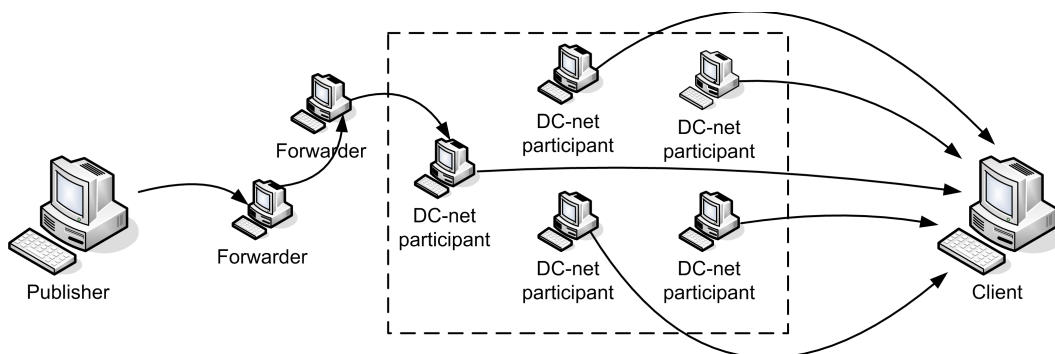 Publisher
Forwarder
Forwarder
DC-net
participant
DC-net
participant
DC-net
participant
DC-net
participant
DC-net
participant
Client